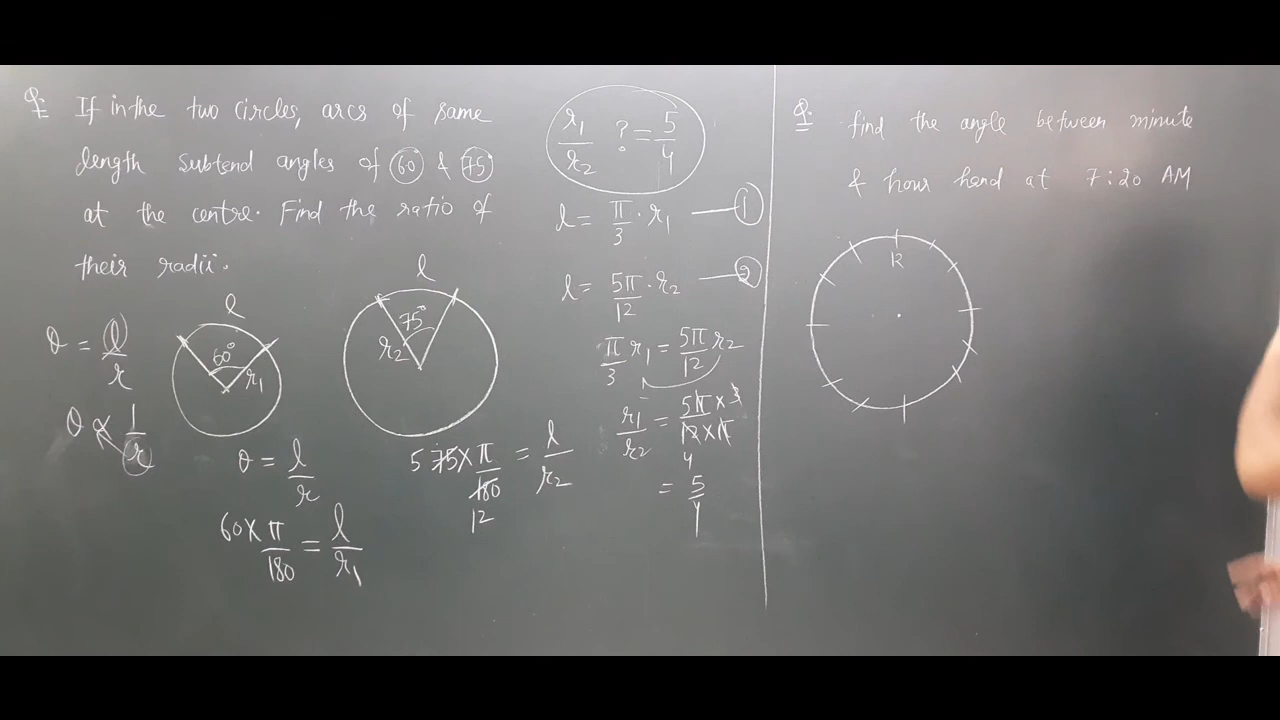 Q: If in the two circles, arcs of same
length subtend angles of 60 & 75
at the centre. Find the ratio of
their radii.
θ = l/r
θ ∝ 1/r
l
60°
r₁
l
75°
r₂
θ = l/r
60 × π/180 = l/r₁
5 75 × π/180 = l/r₂
12
r₁/r₂ ? = 5/4
l = π/3 · r₁ — 1
l = 5π/12 · r₂ — 2
π/3 r₁ = 5π/12 r₂
r₁/r₂ = 5π × 3/12 × π
4
= 5/4
Q: find the angle between minute
& hour hand at 7:20 AM
12